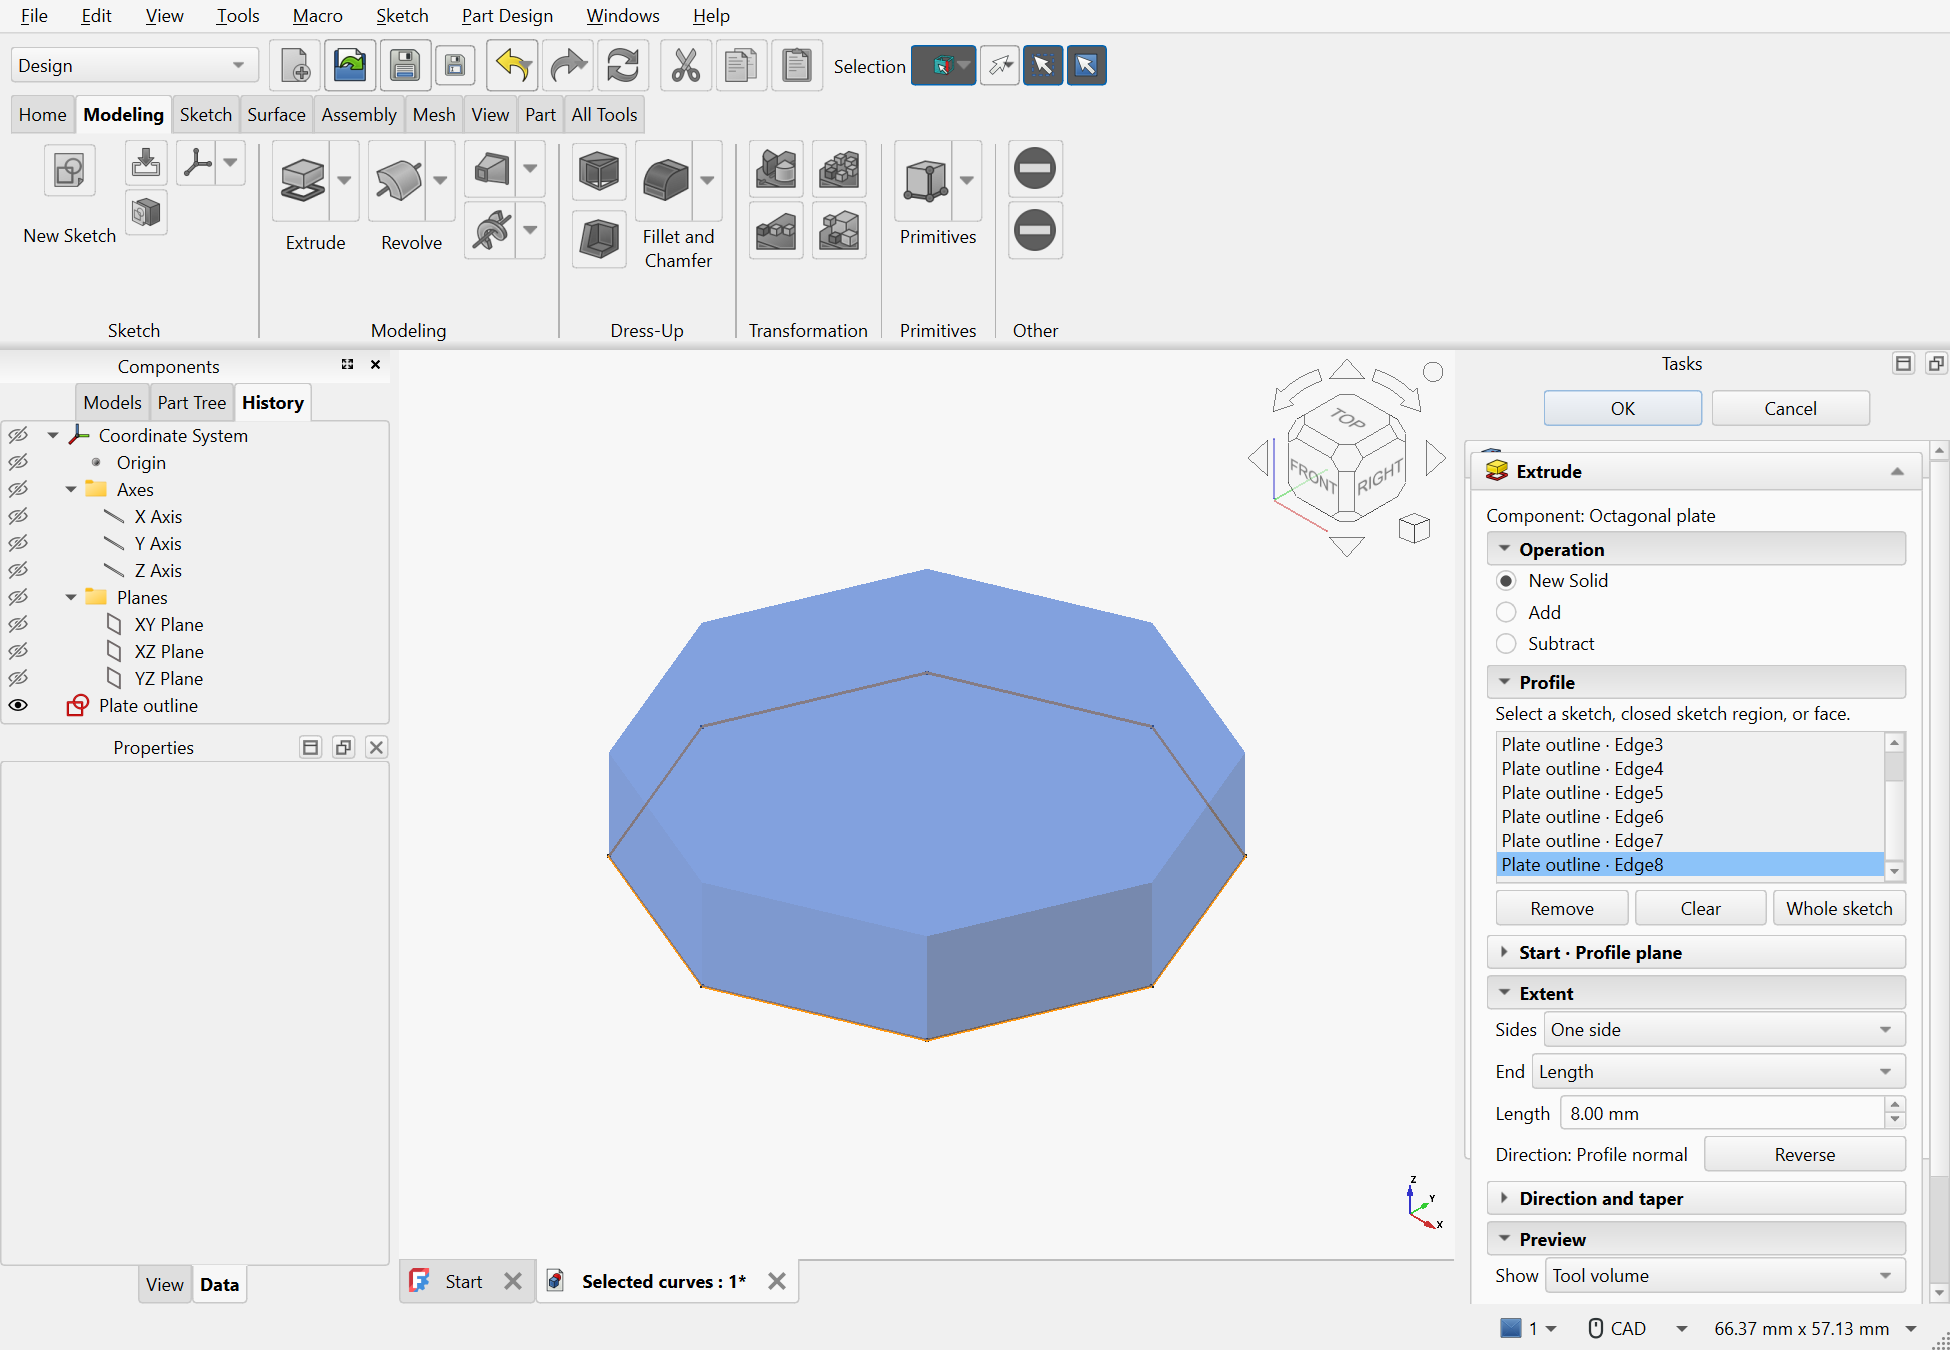 File Edit View Tools Macro Sketch Part Design Windows Help
Design
Selection
Home Modeling Sketch Surface Assembly Mesh View Part All Tools
New Sketch
Extrude
Revolve
Fillet and
Chamfer
Primitives
Sketch Modeling Dress-Up Transformation Primitives Other
Components
Models Part Tree History
Coordinate System
Origin
Axes
X Axis
Y Axis
Z Axis
Planes
XY Plane
XZ Plane
YZ Plane
Plate outline
Properties
View Data
TOP
FRONT
RIGHT
Z
Y
X
Start
Selected curves : 1*
Tasks
OK Cancel
Extrude
Component: Octagonal plate
Operation
New Solid
Add
Subtract
Profile
Select a sketch, closed sketch region, or face.
Plate outline · Edge3
Plate outline · Edge4
Plate outline · Edge5
Plate outline · Edge6
Plate outline · Edge7
Plate outline · Edge8
Remove Clear Whole sketch
Start · Profile plane
Extent
Sides One side
End Length
Length 8.00 mm
Direction: Profile normal Reverse
Direction and taper
Preview
Show Tool volume
1 CAD 66.37 mm x 57.13 mm